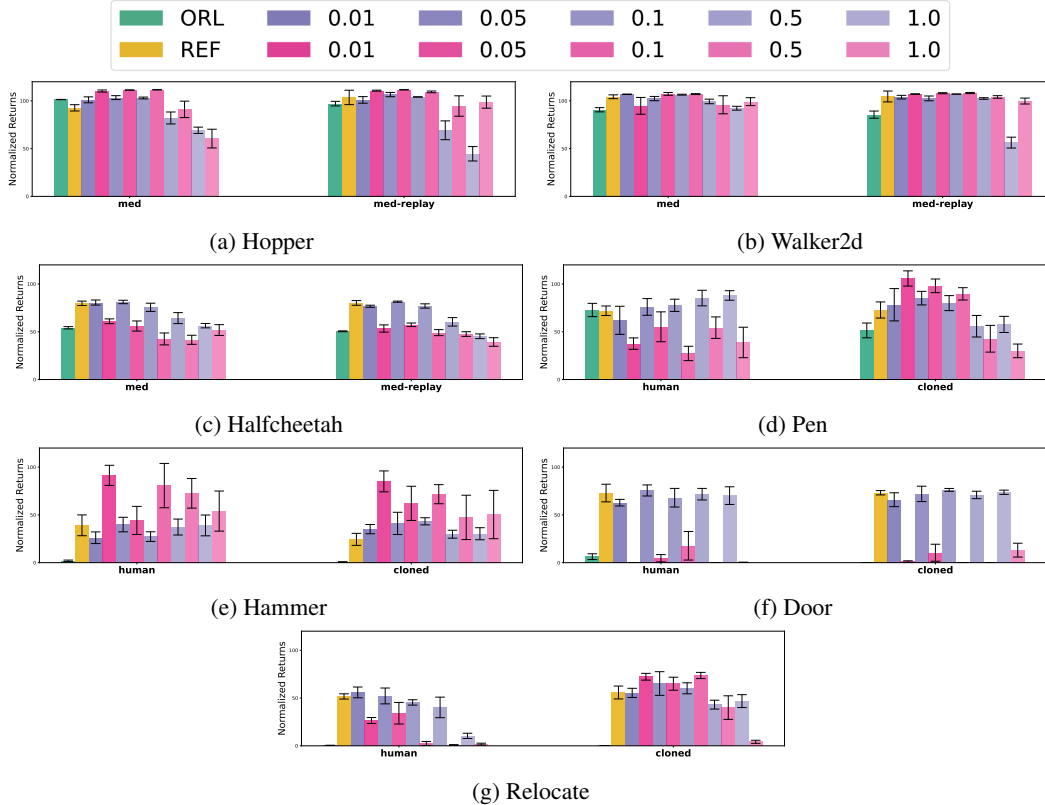 ORL 0.01 0.05 0.1 0.5 1.0
REF 0.01 0.05 0.1 0.5 1.0
Normalized Returns
100
50
0
med med-replay
(a) Hopper
Normalized Returns
100
50
0
med med-replay
(b) Walker2d
Normalized Returns
100
50
0
med med-replay
(c) Halfcheetah
Normalized Returns
100
50
0
human cloned
(d) Pen
Normalized Returns
100
50
0
human cloned
(e) Hammer
Normalized Returns
100
50
0
human cloned
(f) Door
Normalized Returns
100
50
0
human cloned
(g) Relocate